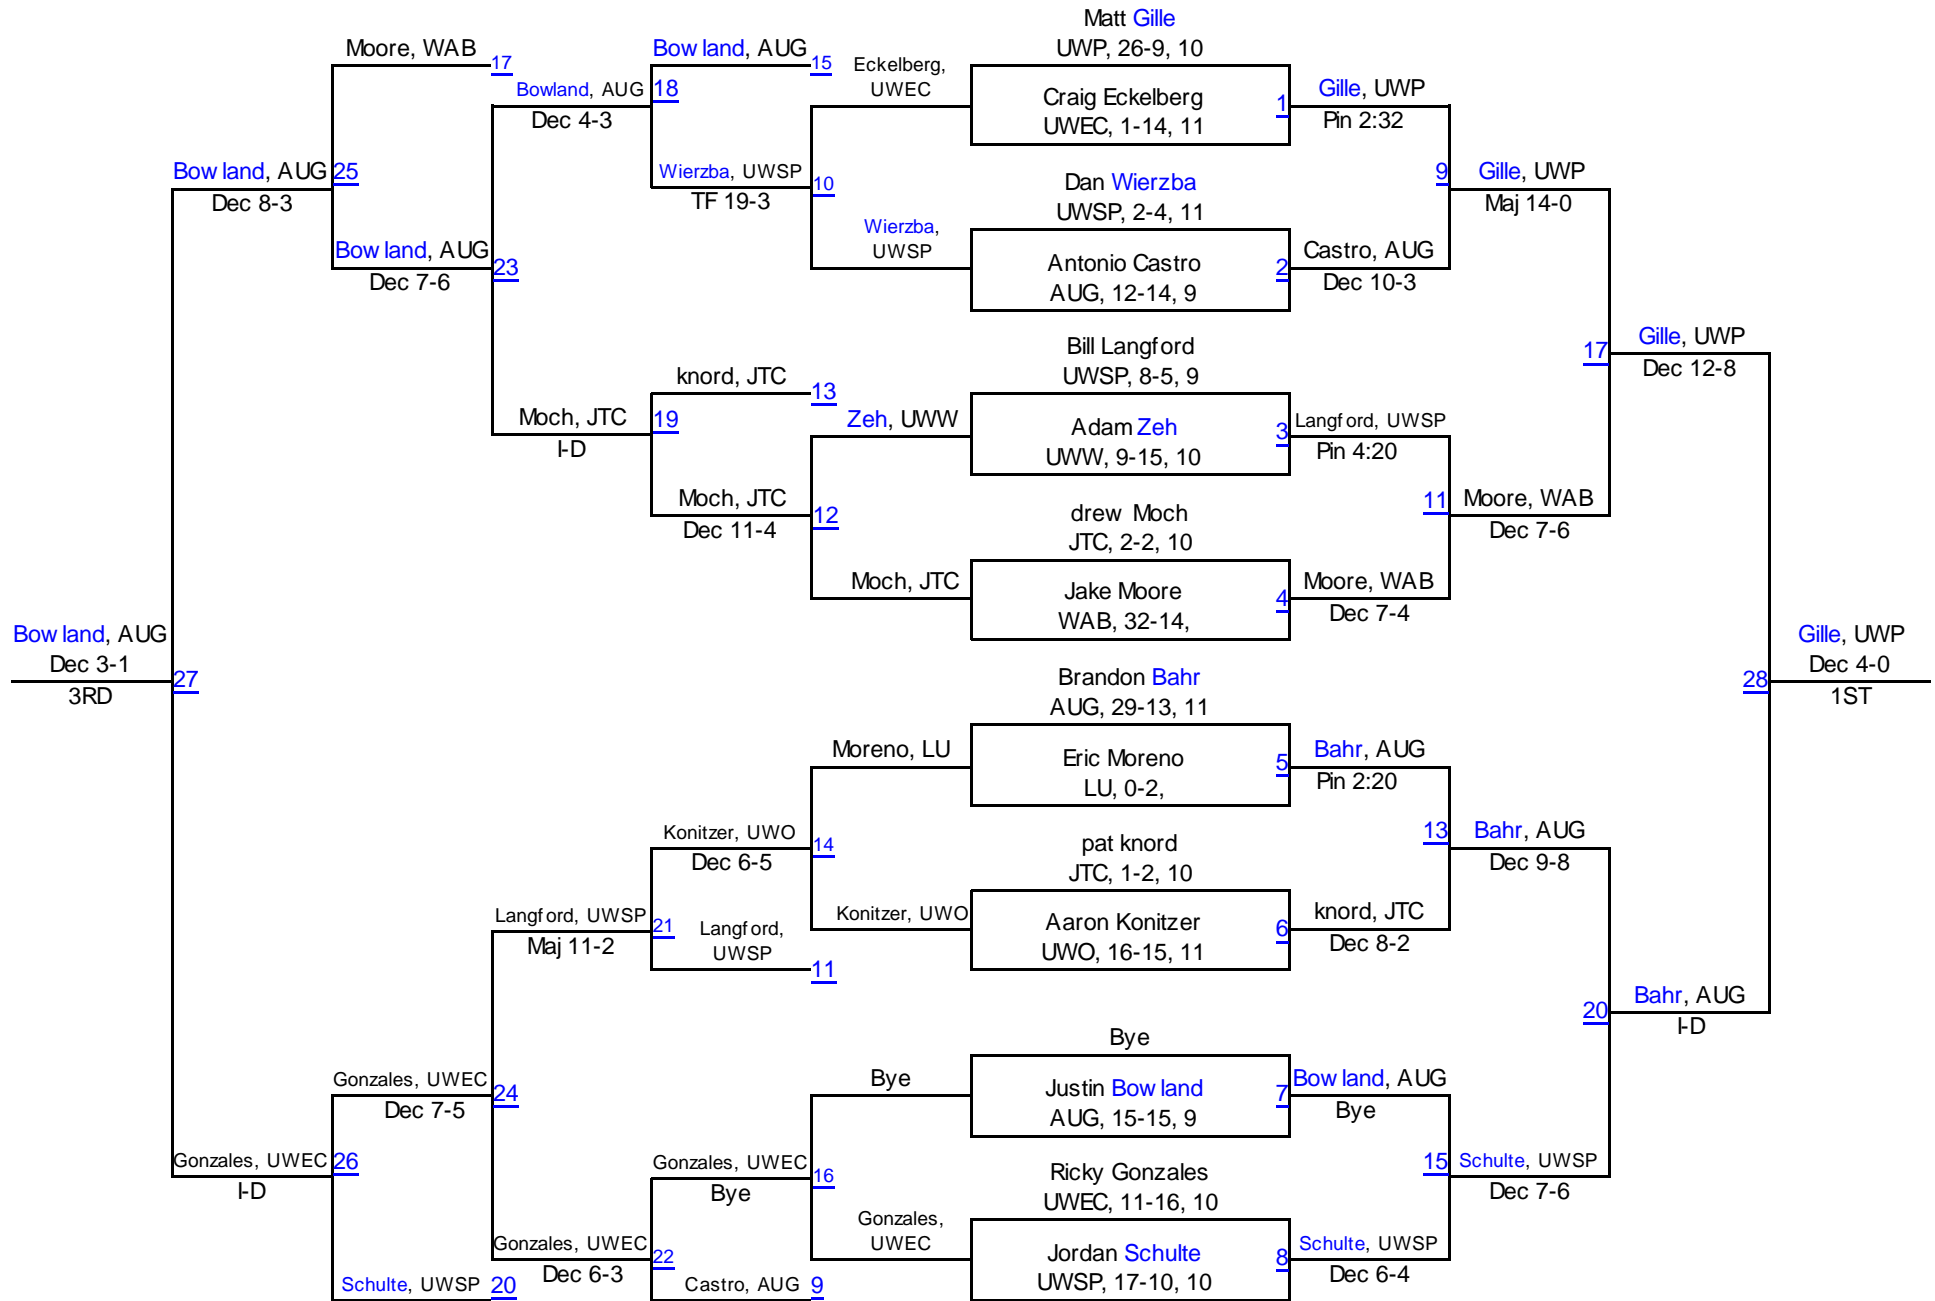 Matt Gille
UWP, 26-9, 10
Craig Eckelberg
UWEC, 1-14, 11
1
Dan Wierzba
UWSP, 2-4, 11
Antonio Castro
AUG, 12-14, 9
2
Bill Langford
UWSP, 8-5, 9
Adam Zeh
UWW, 9-15, 10
3
drew Moch
JTC, 2-2, 10
Jake Moore
WAB, 32-14,
4
Brandon Bahr
AUG, 29-13, 11
Eric Moreno
LU, 0-2,
5
pat knord
JTC, 1-2, 10
Aaron Konitzer
UWO, 16-15, 11
6
Bye
Justin Bowland
AUG, 15-15, 9
7
Ricky Gonzales
UWEC, 11-16, 10
Jordan Schulte
UWSP, 17-10, 10
8
Gille, UWP
Pin 2:32
Castro, AUG
Dec 10-3
Langford, UWSP
Pin 4:20
Moore, WAB
Dec 7-4
Bahr, AUG
Pin 2:20
knord, JTC
Dec 8-2
Bowland, AUG
Bye
Schulte, UWSP
Dec 6-4
9
Gille, UWP
Maj 14-0
11
Moore, WAB
Dec 7-6
13
Bahr, AUG
Dec 9-8
15
Schulte, UWSP
Dec 7-6
17
Gille, UWP
Dec 12-8
20
Bahr, AUG
I-D
28
Gille, UWP
Dec 4-0
1ST
Eckelberg,
UWEC
Wierzba,
UWSP
Zeh, UWW
Moch, JTC
Moreno, LU
Konitzer, UWO
Bye
Gonzales,
UWEC
Bowland, AUG
15
Wierzba, UWSP
TF 19-3
10
knord, JTC
13
Moch, JTC
Dec 11-4
12
Konitzer, UWO
Dec 6-5
14
Langford,
UWSP
11
Gonzales, UWEC
Bye
16
Castro, AUG
9
Moore, WAB
17
Bowland, AUG
Dec 4-3
18
Moch, JTC
I-D
19
Langford, UWSP
Maj 11-2
21
Gonzales, UWEC
Dec 6-3
22
Bowland, AUG
Dec 7-6
23
Gonzales, UWEC
Dec 7-5
24
Schulte, UWSP
20
Bowland, AUG
Dec 8-3
25
Gonzales, UWEC
I-D
26
Bowland, AUG
Dec 3-1
3RD
27